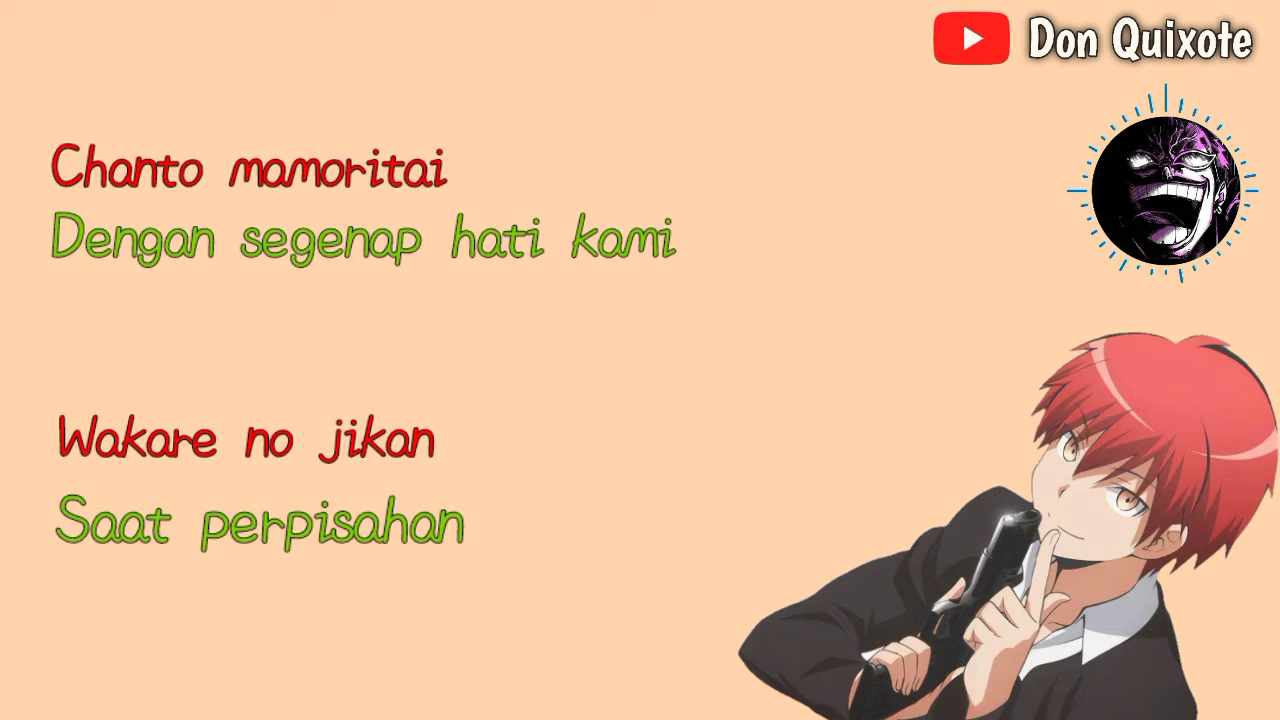 Don Quixote
Chanto mamoritai
Dengan segenap hati kami
Wakare no jikan
Saat perpisahan